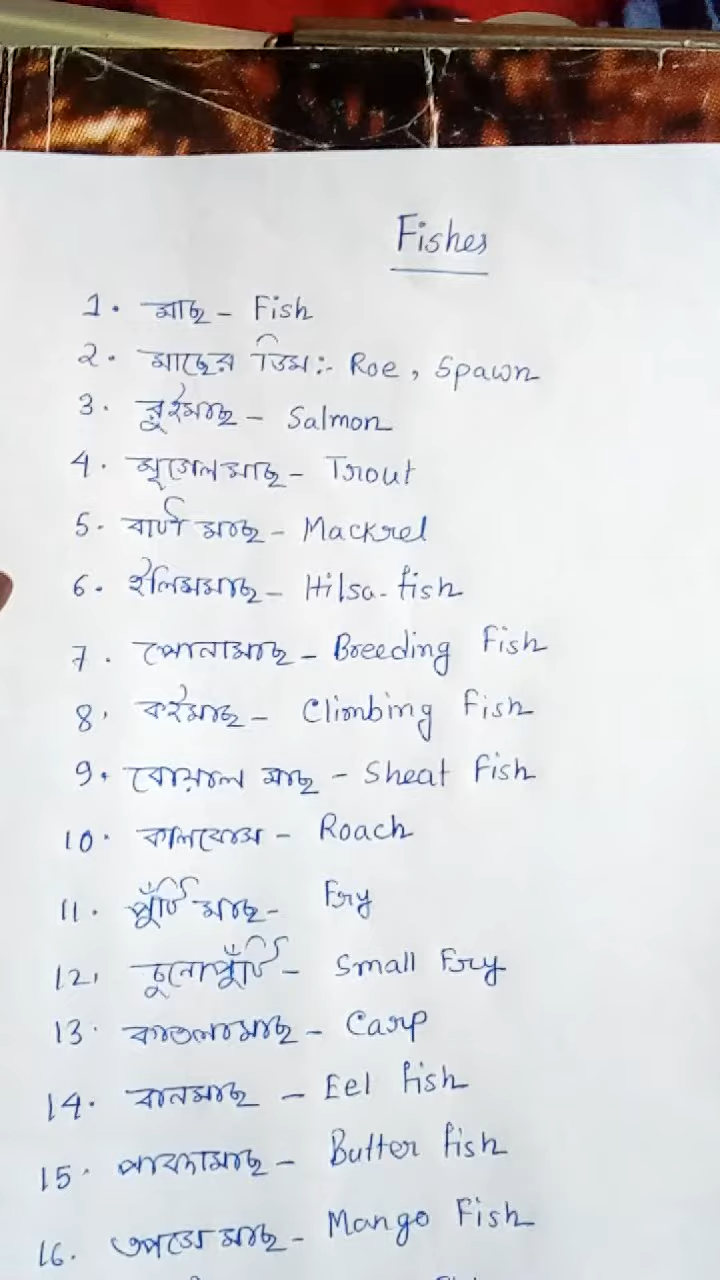 Fishes
1. মাছ - Fish
2. মাছের ডিম :- Roe, Spawn
3. রুইমাছ - Salmon
4. মৃগেল মাছ - Trout
5. বাটা মাছ - Mackrel
6. ইলিশমাছ - Hilsa-fish
7. পোনামাছ - Breeding Fish
8. কইমাছ - Climbing fish
9. বোয়াল মাছ - Sheat fish
10. কালবোস - Roach
11. পুঁটি মাছ - Fry
12. চুনোপুঁটি - Small Fry
13. কাতলামাছ - Carp
14. বানমাছ - Eel fish
15. পাবদামাছ - Butter fish
16. তপসে মাছ - Mango Fish